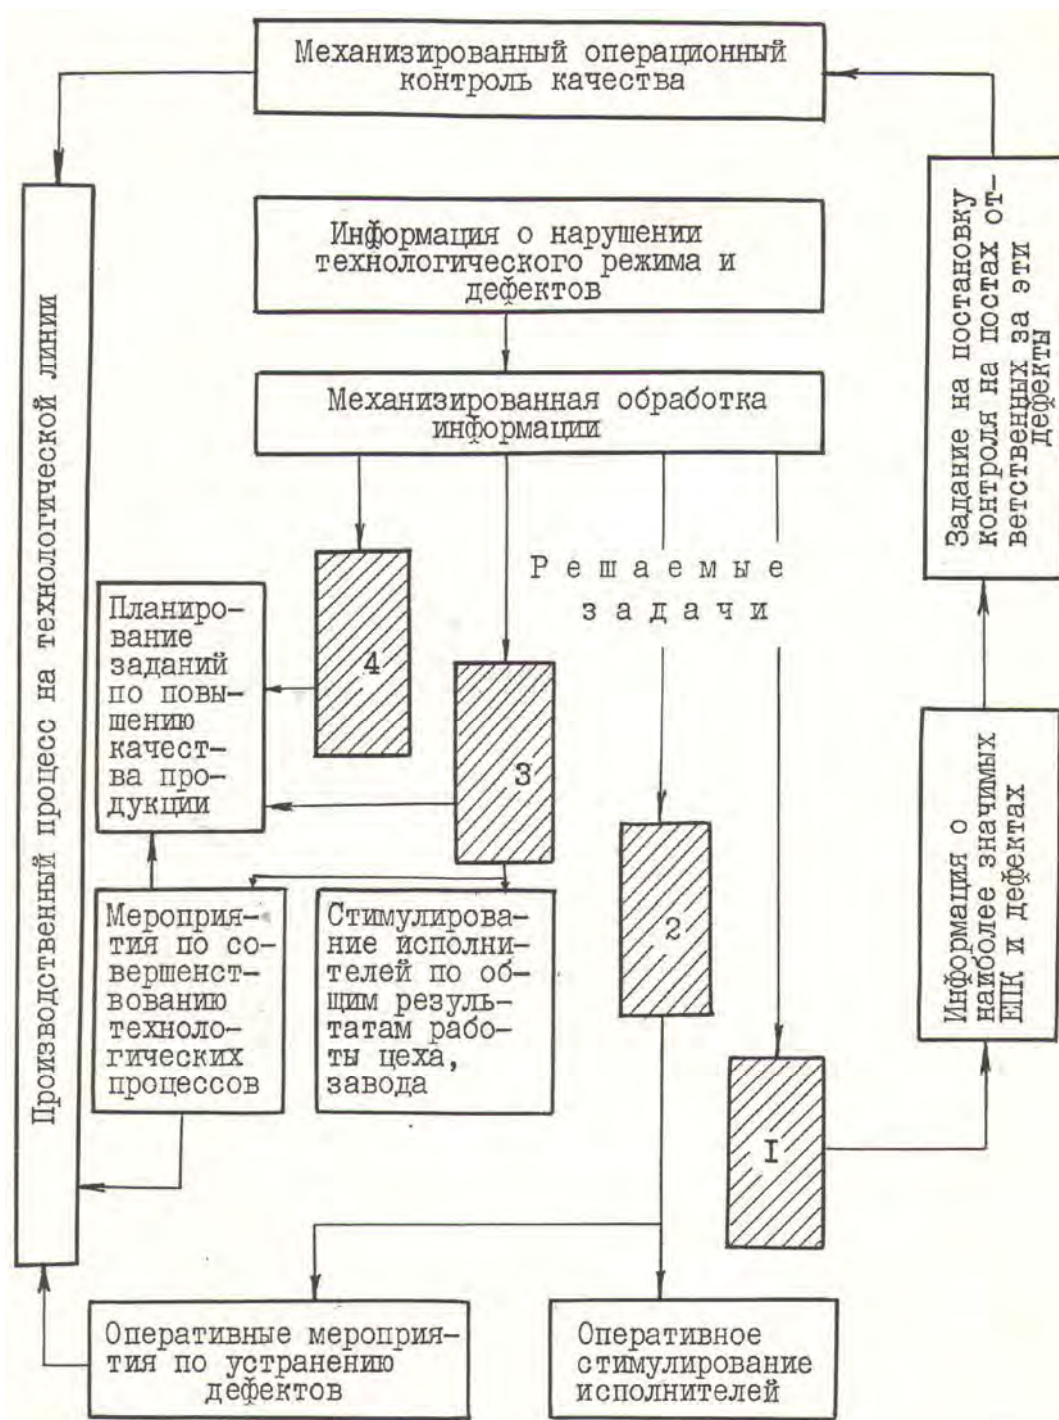 Механизированный операционный
контроль качества
Информация о нарушении
технологического режима и
дефектов
Механизированная обработка
информации
Решаемые
задачи
Производственный процесс на технологической линии
Планиро-
вание
заданий
по повы-
шению
качест-
ва про-
дукции
4
3
2
I
Мероприя-
тия по со-
вершенст-
вованию
техноло-
гических
процессов
Стимулирова-
ние исполни-
телей по об-
щим резуль-
татам рабо-
ты цеха,
завода
Задание на постановку
контроля на постах от-
ветственных за эти
дефекты
Информация о
наиболее значимых
ЕПК и дефектах
Оперативные мероприя-
тия по устранению
дефектов
Оперативное
стимулирование
исполнителей